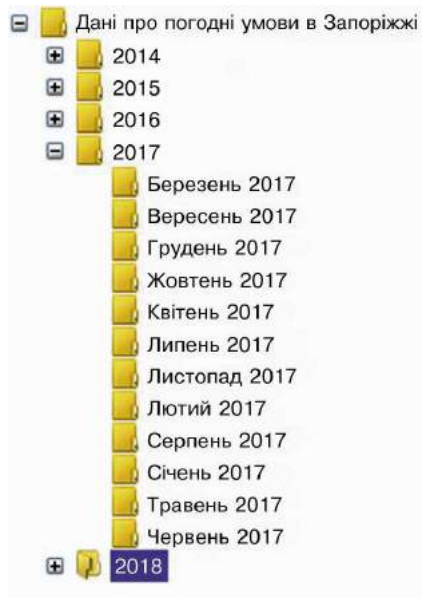 Дані про погодні умови в Запоріжжі
2014
2015
2016
2017
Березень 2017
Вересень 2017
Грудень 2017
Жовтень 2017
Квітень 2017
Липень 2017
Листопад 2017
Лютий 2017
Серпень 2017
Січень 2017
Травень 2017
Червень 2017
2018